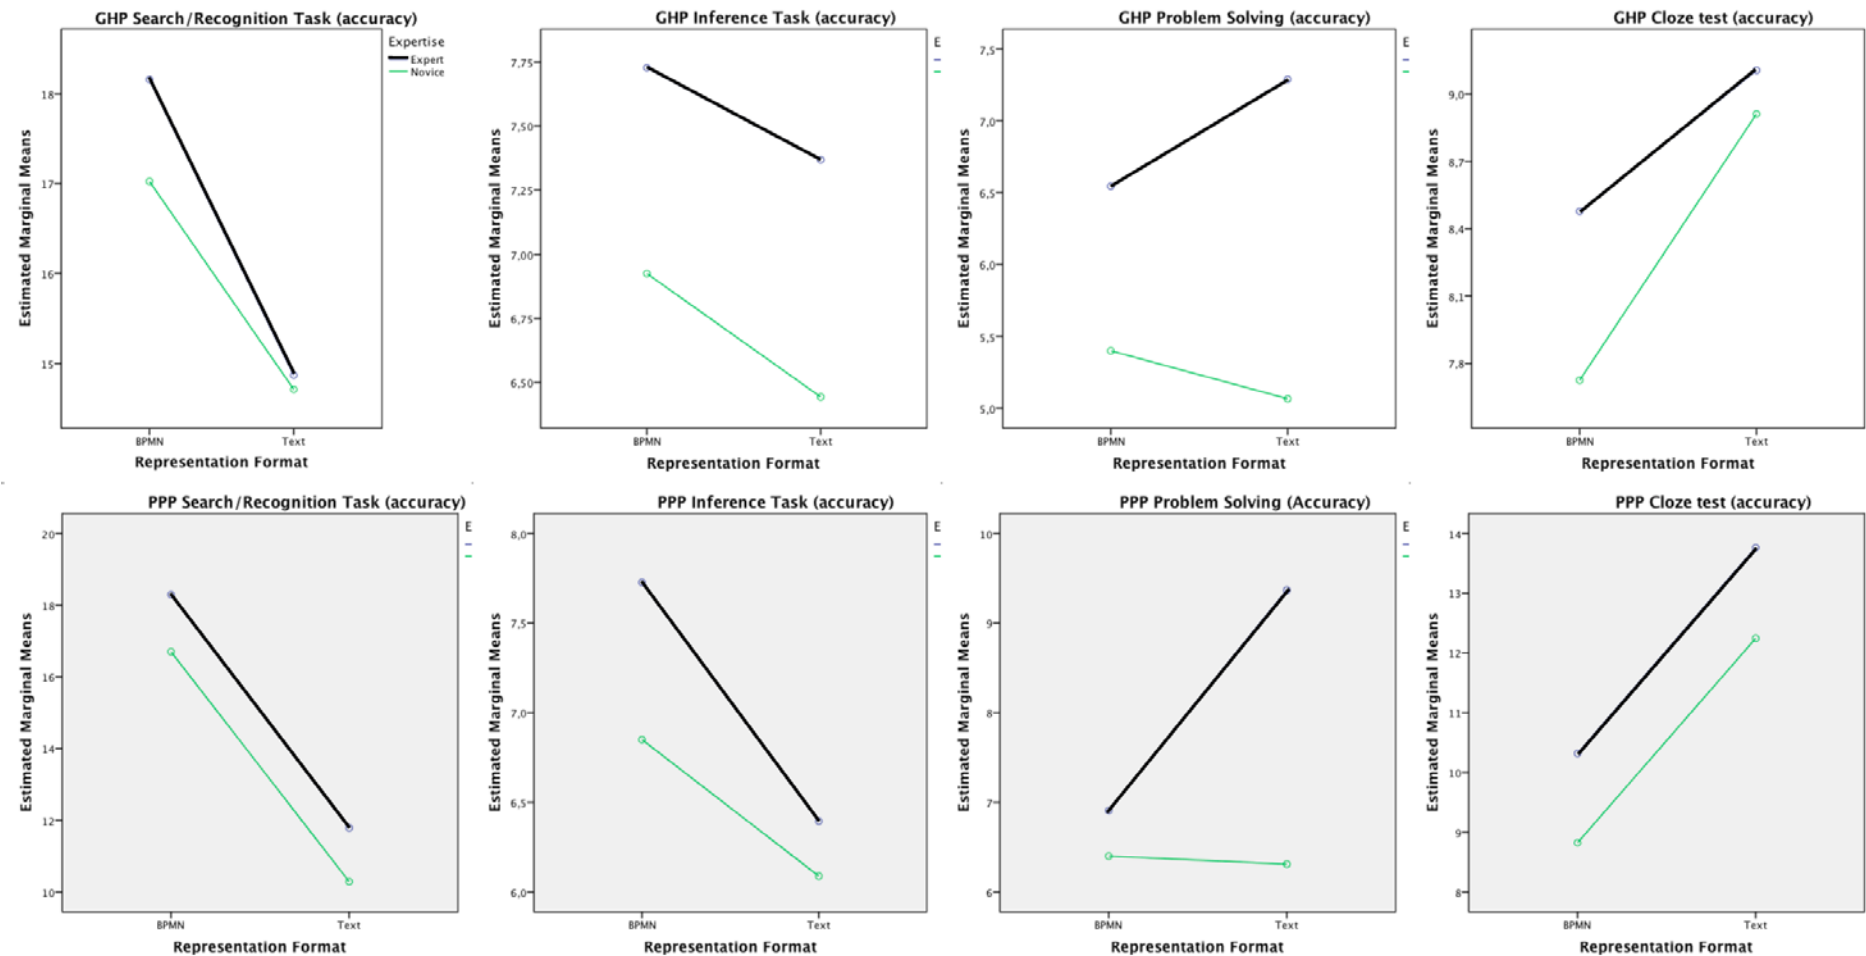 GHP Search/Recognition Task (accuracy)
Expertise
Expert
Novice
Estimated Marginal Means
18
17
16
15
BPMN
Text
Representation Format
GHP Inference Task (accuracy)
E
Estimated Marginal Means
7,75
7,50
7,25
7,00
6,75
6,50
BPMN
Text
Representation Format
GHP Problem Solving (accuracy)
E
Estimated Marginal Means
7,5
7,0
6,5
6,0
5,5
5,0
BPMN
Text
Representation Format
GHP Cloze test (accuracy)
Estimated Marginal Means
9,0
8,7
8,4
8,1
7,8
BPMN
Text
Representation Format
PPP Search/Recognition Task (accuracy)
E
Estimated Marginal Means
20
18
16
14
12
10
BPMN
Text
Representation Format
PPP Inference Task (accuracy)
E
Estimated Marginal Means
8,0
7,5
7,0
6,5
6,0
BPMN
Text
Representation Format
PPP Problem Solving (Accuracy)
E
Estimated Marginal Means
10
9
8
7
6
BPMN
Text
Representation Format
PPP Cloze test (accuracy)
Estimated Marginal Means
14
13
12
11
10
9
8
BPMN
Text
Representation Format